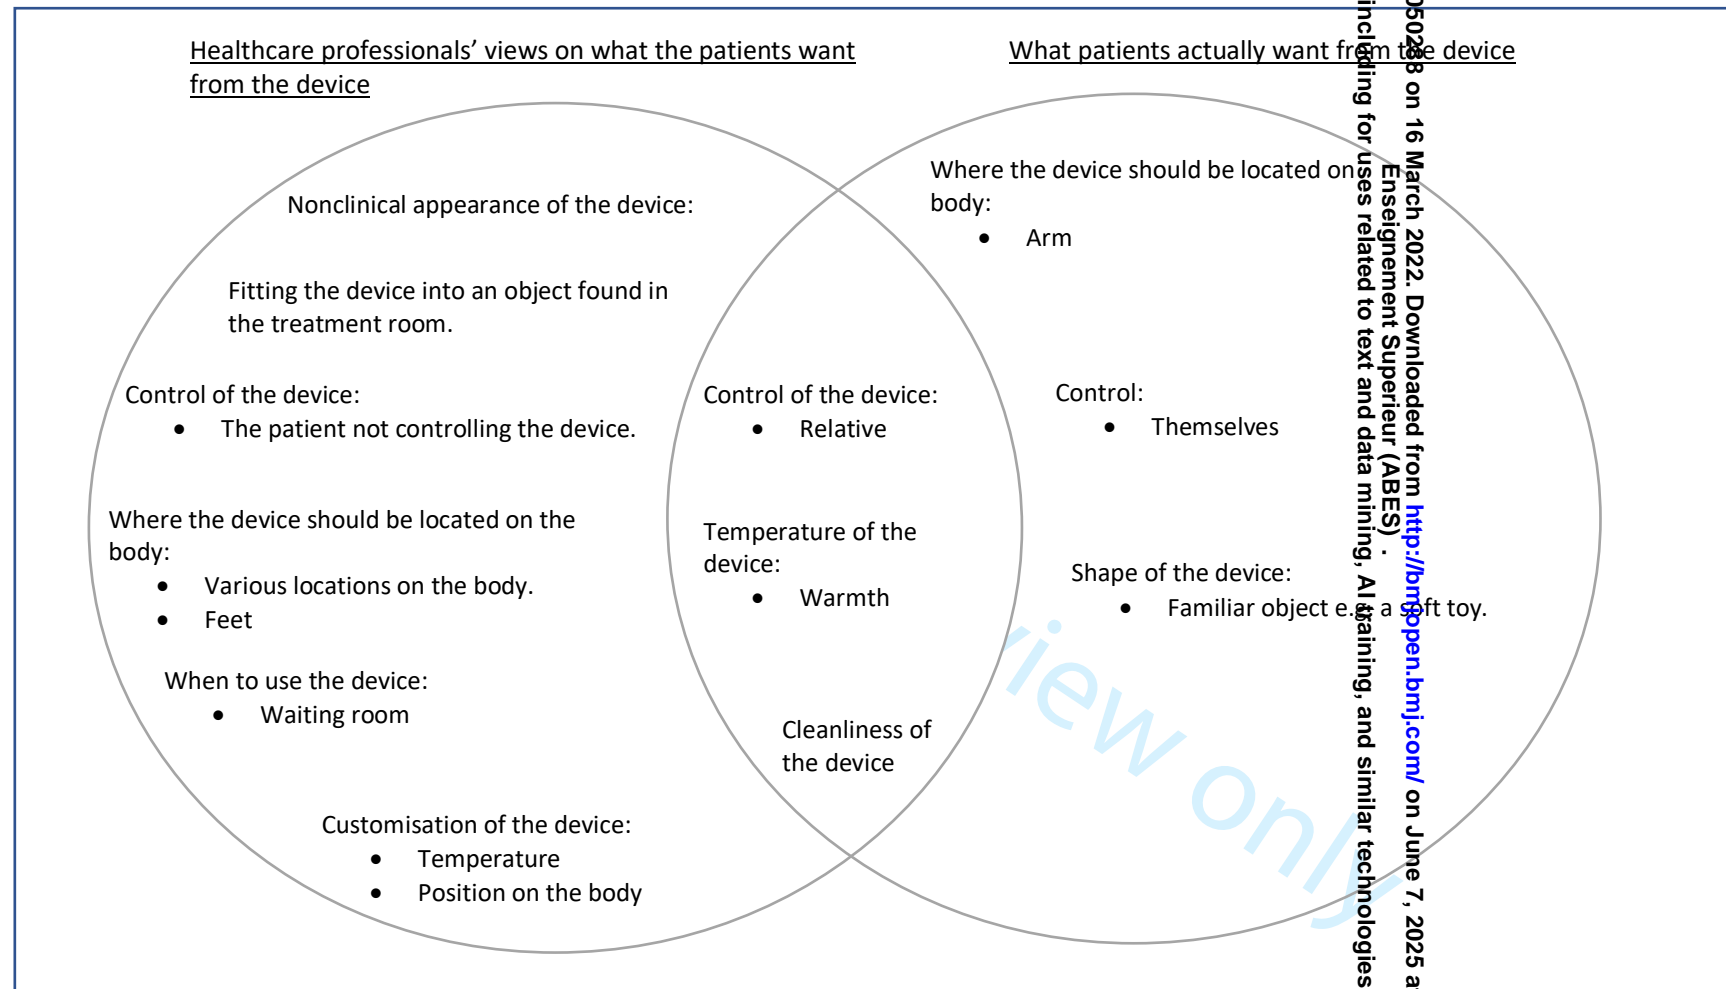 Healthcare professionals’ views on what the patients want
from the device
Nonclinical appearance of the device:
Fitting the device into an object found in
the treatment room.
Control of the device:
• The patient not controlling the device.
Where the device should be located on the
body:
• Various locations on the body.
• Feet
When to use the device:
• Waiting room
Customisation of the device:
• Temperature
• Position on the body
Control of the device:
• Relative
Temperature of the
device:
• Warmth
Cleanliness of
the device
What patients actually want from the device
Where the device should be located on
body:
• Arm
Control:
• Themselves
Shape of the device:
• Familiar object e.g. a soft toy.
view only
050288 on 16 March 2022. Downloaded from http://bmjopen.bmj.com/ on June 7, 2025 a
Enseignement Superieur (ABES) .
including for uses related to text and data mining, AI training, and similar technologies